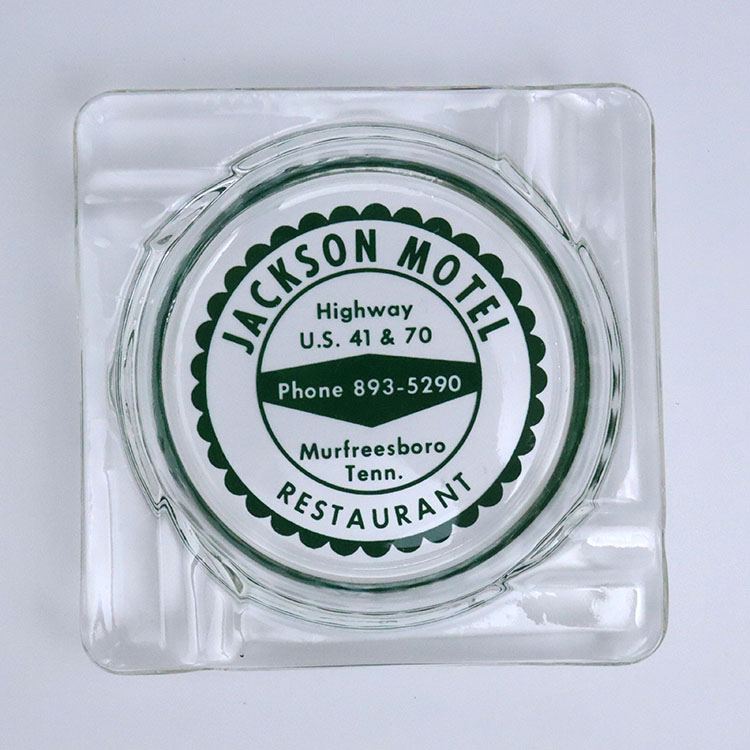 JACKSON MOTEL
Highway
U.S. 41 & 70
Phone 893-5290
Murfreesboro
Tenn.
RESTAURANT